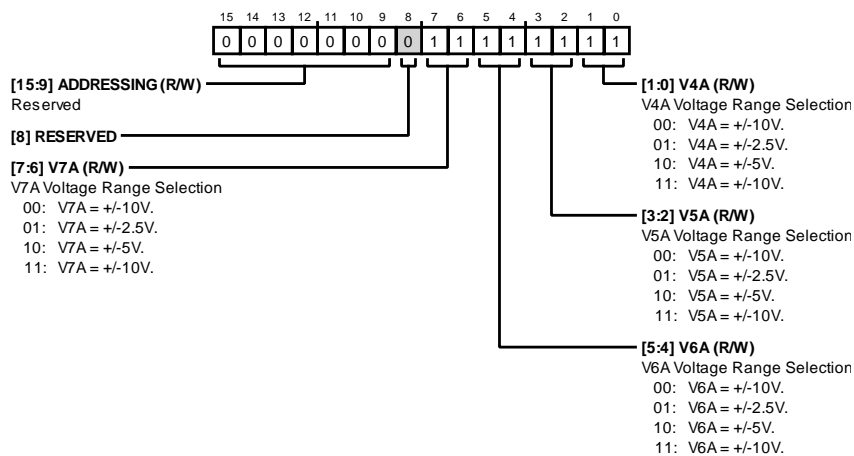 15 14 13 12 11 10 9 8 7 6 5 4 3 2 1 0
0 0 0 0 0 0 0 0 1 1 1 1 1 1 1 1
[15:9] ADDRESSING (R/W)
Reserved
[8] RESERVED
[7:6] V7A (R/W)
V7A Voltage Range Selection
00: V7A = +/-10V.
01: V7A = +/-2.5V.
10: V7A = +/-5V.
11: V7A = +/-10V.
[1:0] V4A (R/W)
V4A Voltage Range Selection
00: V4A = +/-10V.
01: V4A = +/-2.5V.
10: V4A = +/-5V.
11: V4A = +/-10V.
[3:2] V5A (R/W)
V5A Voltage Range Selection
00: V5A = +/-10V.
01: V5A = +/-2.5V.
10: V5A = +/-5V.
11: V5A = +/-10V.
[5:4] V6A (R/W)
V6A Voltage Range Selection
00: V6A = +/-10V.
01: V6A = +/-2.5V.
10: V6A = +/-5V.
11: V6A = +/-10V.